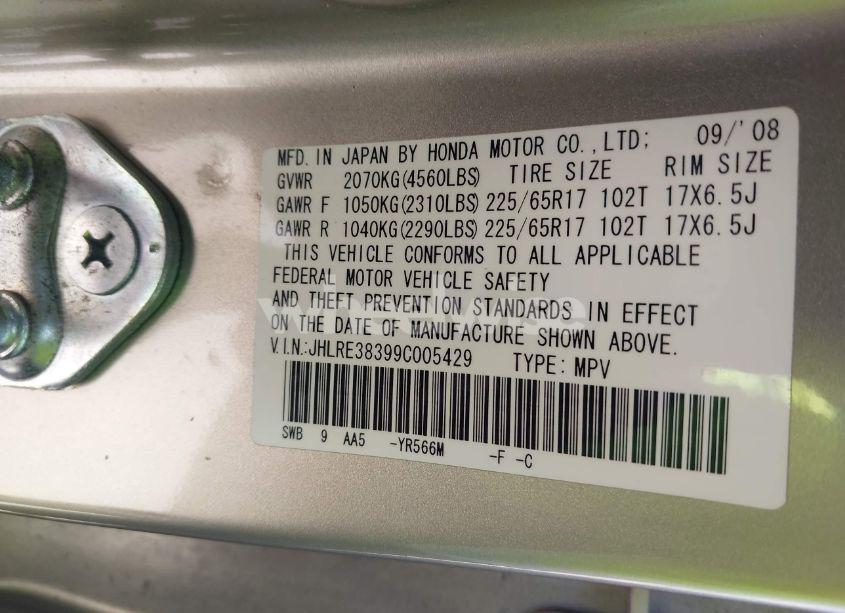 MFD. IN JAPAN BY HONDA MOTOR CO.,LTD; 09/'08
GVWR 2070KG(4560LBS) TIRE SIZE RIM SIZE
GAWR F 1050KG(2310LBS) 225/65R17 102T 17X6.5J
GAWR R 1040KG(2290LBS) 225/65R17 102T 17X6.5J
THIS VEHICLE CONFORMS TO ALL APPLICABLE
FEDERAL MOTOR VEHICLE SAFETY
AND THEFT PREVENTION STANDARDS IN EFFECT
ON THE DATE OF MANUFACTURE SHOWN ABOVE.
V.I.N.:JHLRE38399C005429 TYPE: MPV
SWB 9 AA5 -YR566M -F -C